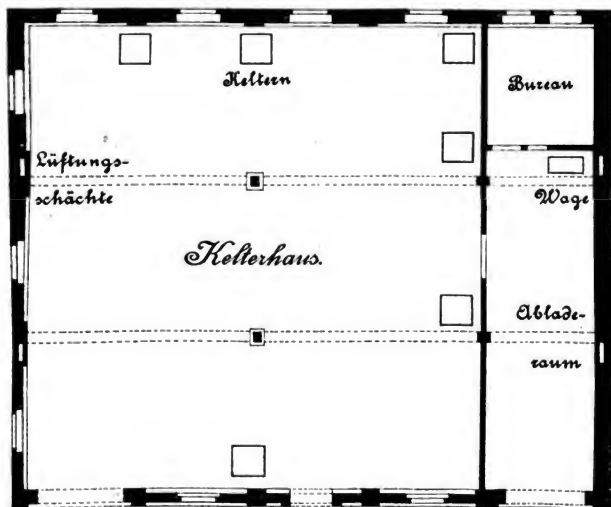 Keltern
Bureau
Lüftungs-
schächte
Wage
Kelterhaus.
Ablade-
raum